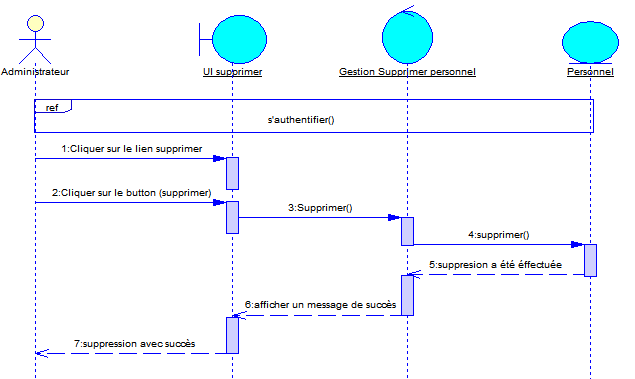 Administrateur
UI supprimer
Gestion Supprimer personnel
Personnel
ref
s'authentifier()
1:Cliquer sur le lien supprimer
2:Cliquer sur le button (supprimer)
3:Supprimer()
4:supprimer()
5:suppresion a été éffectuée
6:afficher un message de succès
7:suppression avec succès